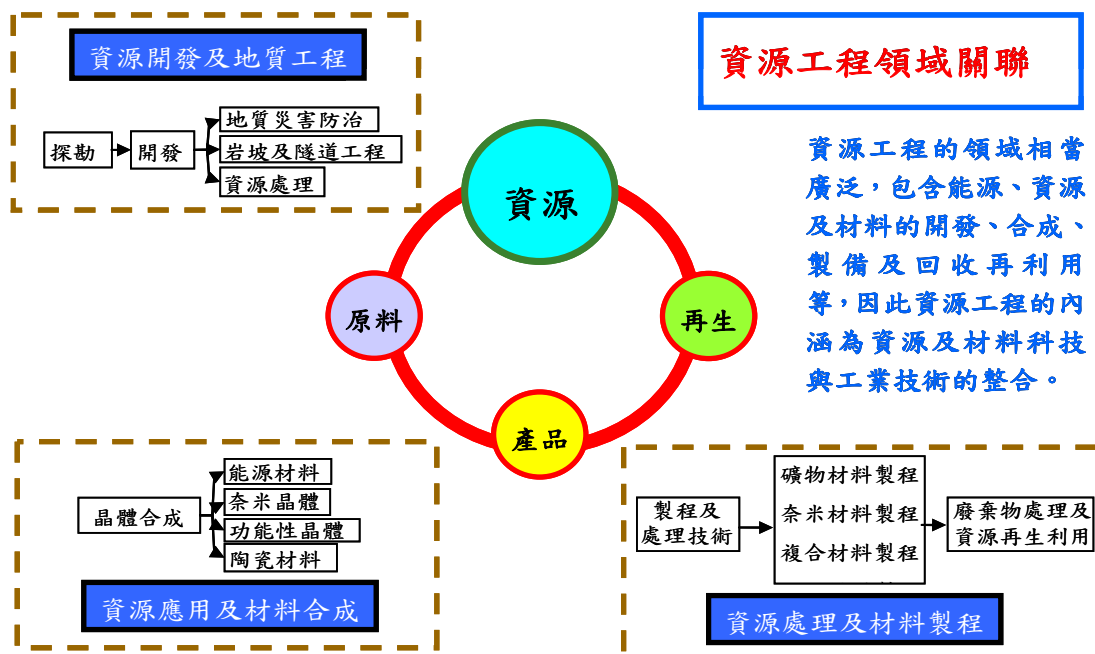 資源開發及地質工程
探勘
開發
地質災害防治
岩坡及隧道工程
資源處理
資源工程領域關聯
資源工程的領域相當
廣泛，包含能源、資源
及材料的開發、合成、
製備及回收再利用
等，因此資源工程的內
涵為資源及材料科技
與工業技術的整合。
資源
原料
再生
產品
晶體合成
能源材料
奈米晶體
功能性晶體
陶瓷材料
資源應用及材料合成
製程及
處理技術
礦物材料製程
奈米材料製程
複合材料製程
廢棄物處理及
資源再生利用
資源處理及材料製程